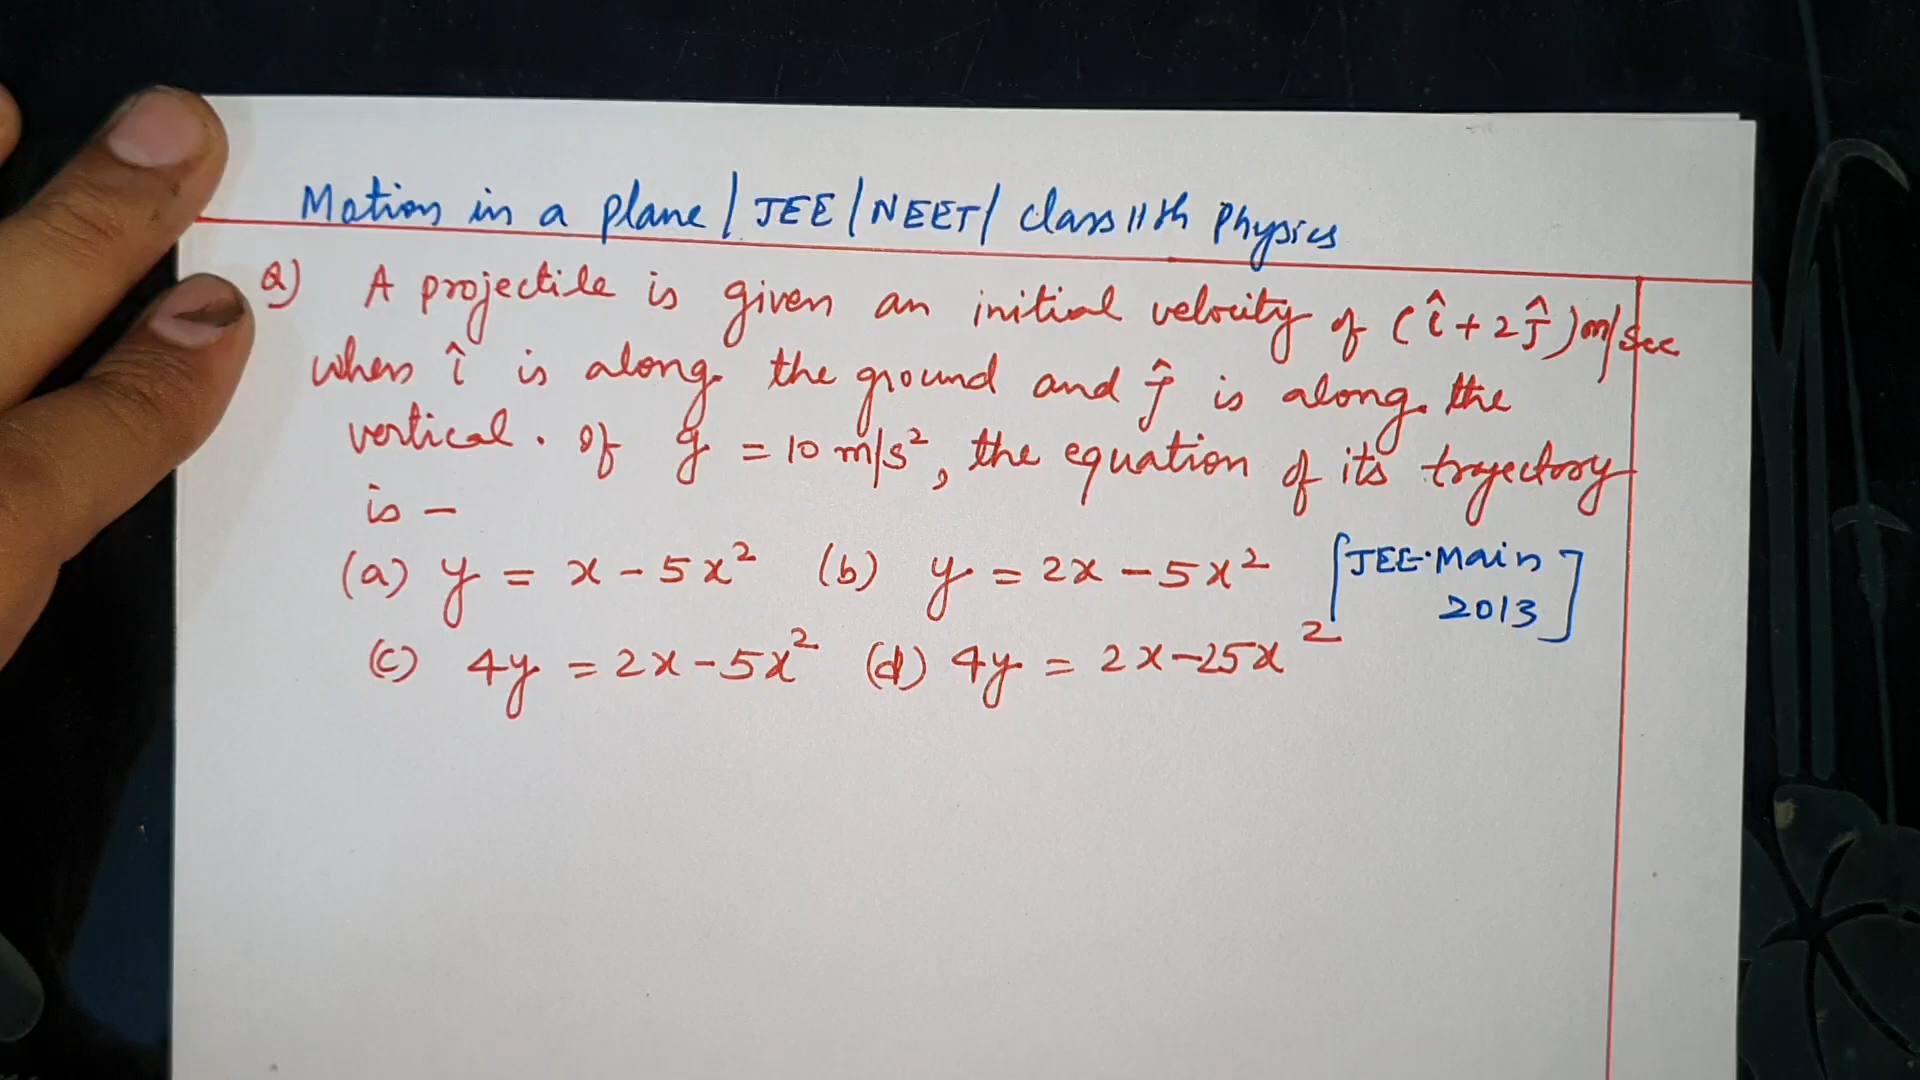 Motion in a plane / JEE / NEET / class 11th Physics
Q) A projectile is given an initial velocity of (î + 2ĵ) m/sec
when î is along the ground and ĵ is along the
vertical. If g = 10 m/s², the equation of its trajectory
is –
(a) y = x – 5x² (b) y = 2x – 5x² [JEE Main 2013]
(c) 4y = 2x – 5x² (d) 4y = 2x – 25x²